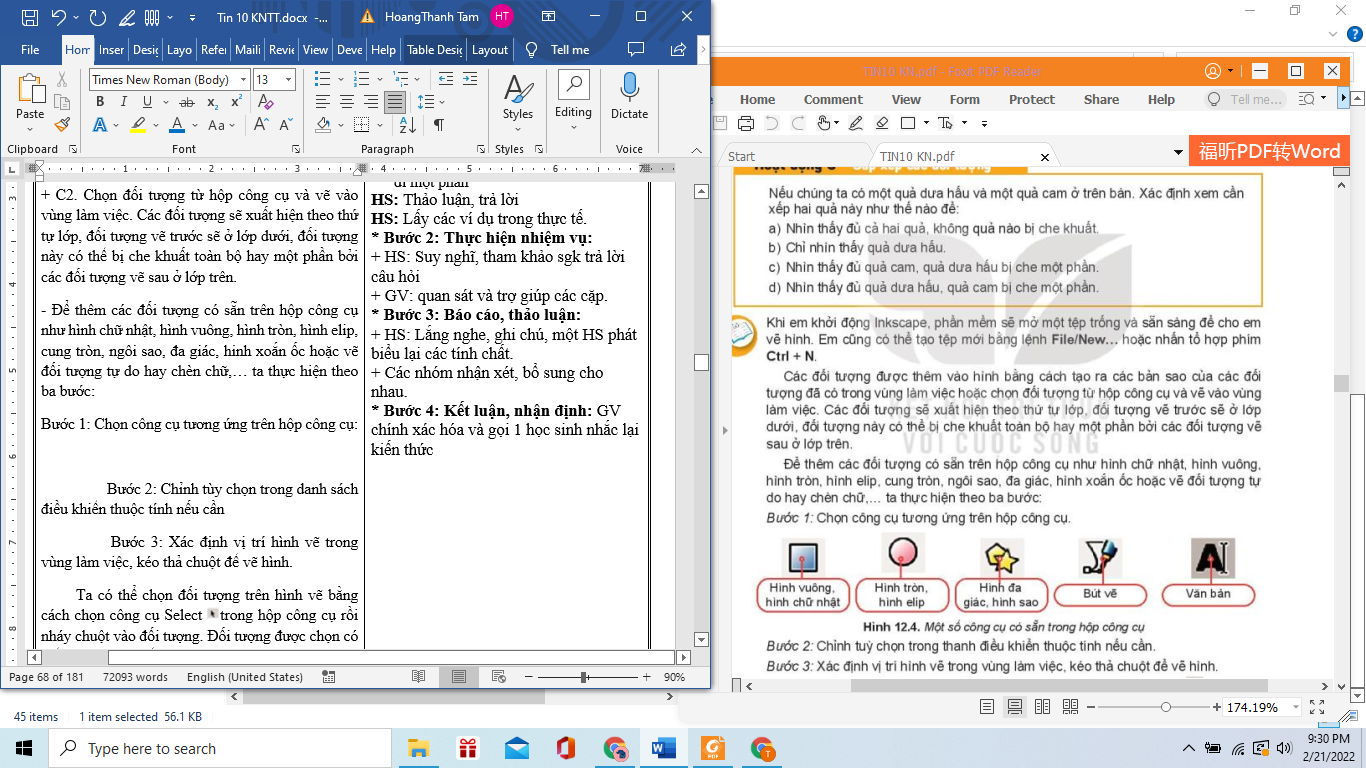 Tin 10 KNTT.docx -...
HoangThanh Tam
HT
File
Hom
Inser
Desig
Layo
Refer
Maili
Revie
View
Deve
Help
Table Desig
Layout
Tell me
Paste
Clipboard
Times New Roman (Body)
13
Font
Paragraph
Styles
Styles
Editing
Dictate
Voice
+ C2. Chọn đối tượng từ hộp công cụ và vẽ vào
vùng làm việc. Các đối tượng sẽ xuất hiện theo thứ
tự lớp, đối tượng vẽ trước sẽ ở lớp dưới, đối tượng
này có thể bị che khuất toàn bộ hay một phần bởi
các đối tượng vẽ sau ở lớp trên.
- Để thêm các đối tượng có sẵn trên hộp công cụ
như hình chữ nhật, hình vuông, hình tròn, hình elip,
cung tròn, ngôi sao, đa giác, hình xoắn ốc hoặc vẽ
đối tượng tự do hay chèn chữ,… ta thực hiện theo
ba bước:
Bước 1: Chọn công cụ tương ứng trên hộp công cụ:
Bước 2: Chỉnh tùy chọn trong danh sách
điều khiển thuộc tính nếu cần
Bước 3: Xác định vị trí hình vẽ trong
vùng làm việc, kéo thả chuột để vẽ hình.
Ta có thể chọn đối tượng trên hình vẽ bằng
cách chọn công cụ Select trong hộp công cụ rồi
nháy chuột vào đối tượng. Đối tượng được chọn có
đi một phần
HS: Thảo luận, trả lời
HS: Lấy các ví dụ trong thực tế.
* Bước 2: Thực hiện nhiệm vụ:
+ HS: Suy nghĩ, tham khảo sgk trả lời
câu hỏi
+ GV: quan sát và trợ giúp các cặp.
* Bước 3: Báo cáo, thảo luận:
+ HS: Lắng nghe, ghi chú, một HS phát
biểu lại các tính chất.
+ Các nhóm nhận xét, bổ sung cho
nhau.
* Bước 4: Kết luận, nhận định: GV
chính xác hóa và gọi 1 học sinh nhắc lại
kiến thức
Page 68 of 181
72093 words
English (United States)
90%
45 items
1 item selected 56.1 KB
TIN10 KN.pdf - Foxit PDF Reader
Home
Comment
View
Form
Protect
Share
Help
Tell me...
Start
TIN10 KN.pdf
福昕PDF转Word
Nếu chúng ta có một quả dưa hấu và một quả cam ở trên bàn. Xác định xem cần
xếp hai quả này như thế nào để:
a) Nhìn thấy đủ cả hai quả, không quả nào bị che khuất.
b) Chỉ nhìn thấy quả dưa hấu.
c) Nhìn thấy đủ quả cam, quả dưa hấu bị che một phần.
d) Nhìn thấy đủ quả dưa hấu, quả cam bị che một phần.
Khi em khởi động Inkscape, phần mềm sẽ mở một tệp trống và sẵn sàng để cho em
vẽ hình. Em cũng có thể tạo tệp mới bằng lệnh File/New... hoặc nhấn tổ hợp phím
Ctrl + N.
Các đối tượng được thêm vào hình bằng cách tạo ra các bản sao của các đối
tượng đã có trong vùng làm việc hoặc chọn đối tượng từ hộp công cụ và vẽ vào vùng
làm việc. Các đối tượng sẽ xuất hiện theo thứ tự lớp, đối tượng vẽ trước sẽ ở lớp
dưới, đối tượng này có thể bị che khuất toàn bộ hay một phần bởi các đối tượng vẽ
sau ở lớp trên.
VỚI CUỘC SỐNG
Để thêm các đối tượng có sẵn trên hộp công cụ như hình chữ nhật, hình vuông,
hình tròn, hình elip, cung tròn, ngôi sao, đa giác, hình xoắn ốc hoặc vẽ đối tượng tự
do hay chèn chữ,... ta thực hiện theo ba bước:
Bước 1: Chọn công cụ tương ứng trên hộp công cụ.
Hình vuông,
hình chữ nhật
Hình tròn,
hình elip
Hình đa
giác, hình sao
Bút vẽ
Văn bản
Hình 12.4. Một số công cụ có sẵn trong hộp công cụ
Bước 2: Chỉnh tuỳ chọn trong thanh điều khiển thuộc tính nếu cần.
Bước 3: Xác định vị trí hình vẽ trong vùng làm việc, kéo thả chuột để vẽ hình.
174.19%
Type here to search
9:30 PM
2/21/2022